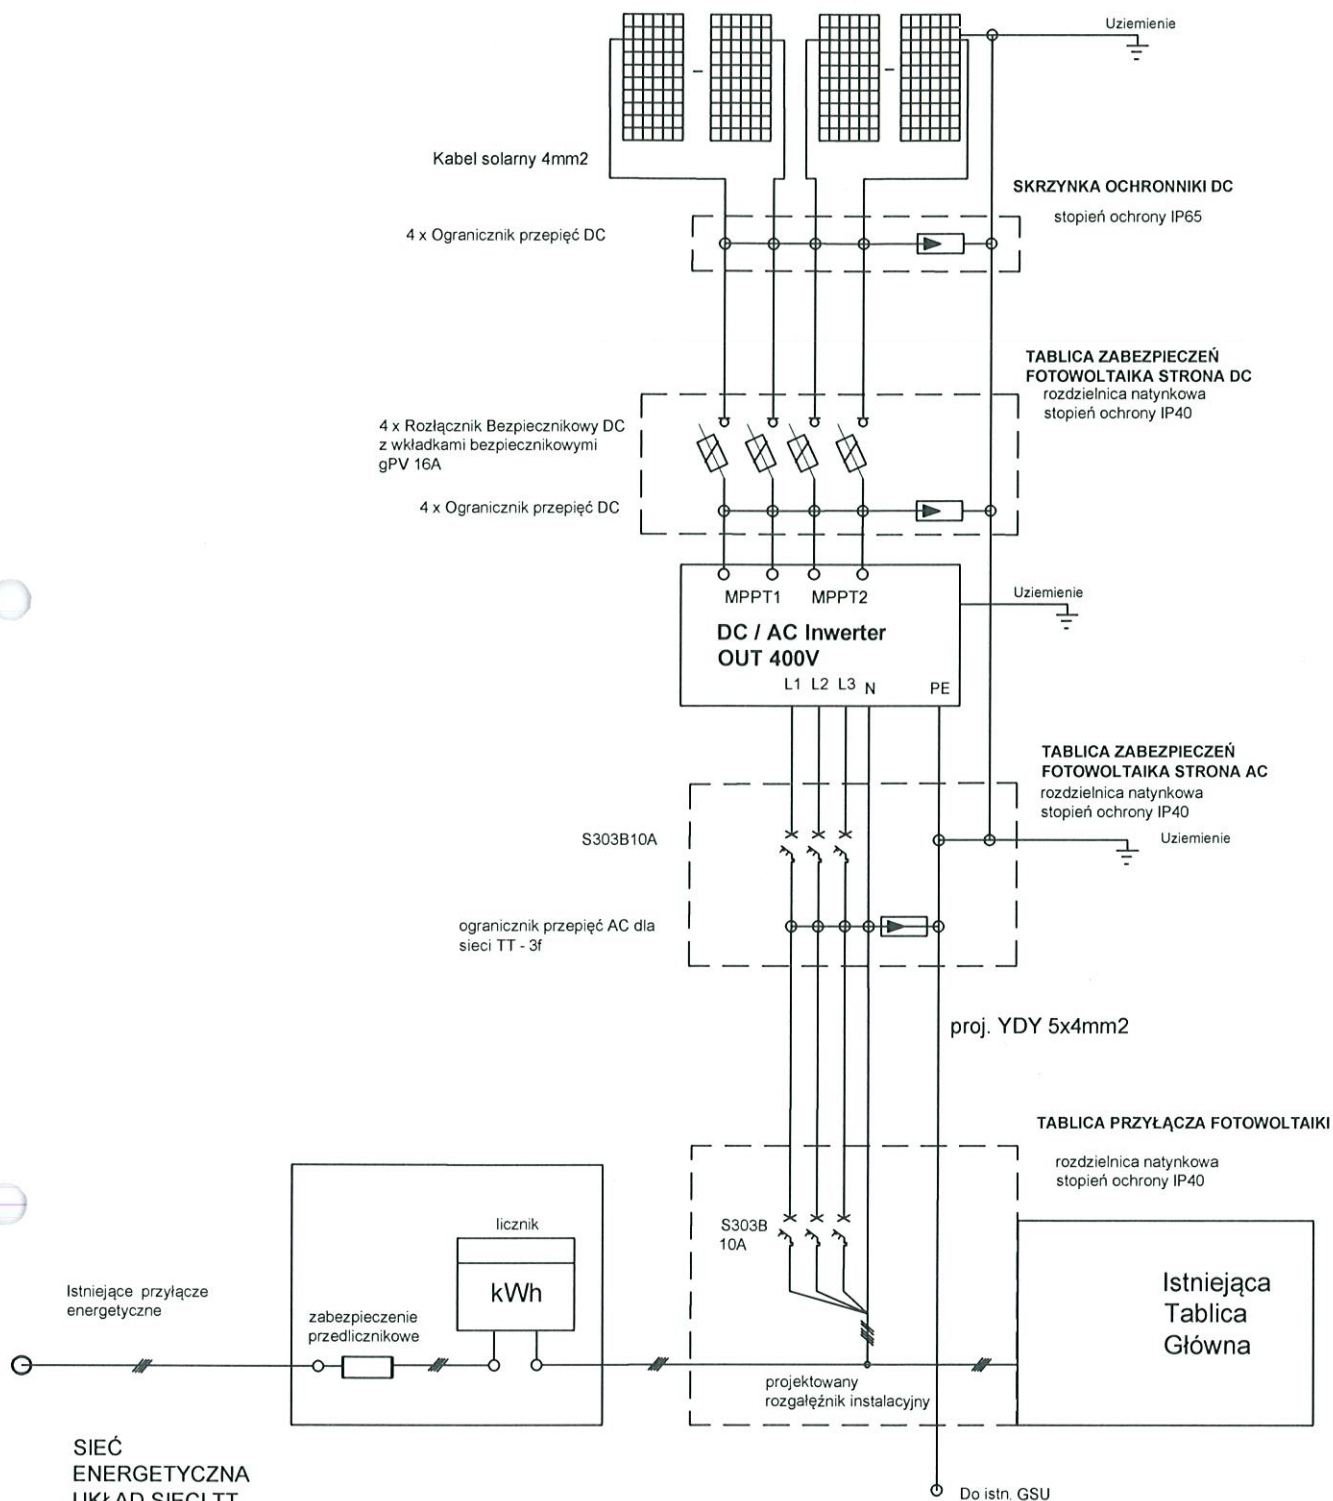 Uziemienie
Kabel solarny 4mm2
SKRZYNKA OCHRONNIKI DC
stopień ochrony IP65
4 x Ogranicznik przepięć DC
TABLICA ZABEZPIECZEŃ
FOTOWOLTAIKA STRONA DC
rozdzielnica natynkowa
stopień ochrony IP40
4 x Rozłącznik Bezpiecznikowy DC
z wkładkami bezpiecznikowymi
gPV 16A
4 x Ogranicznik przepięć DC
MPPT1 MPPT2
Uziemienie
DC / AC Inwerter
OUT 400V
L1 L2 L3 N PE
TABLICA ZABEZPIECZEŃ
FOTOWOLTAIKA STRONA AC
rozdzielnica natynkowa
stopień ochrony IP40
S303B10A
Uziemienie
ogranicznik przepięć AC dla
sieci TT - 3f
proj. YDY 5x4mm2
TABLICA PRZYŁĄCZA FOTOWOLTAIKI
rozdzielnica natynkowa
stopień ochrony IP40
licznik
S303B
10A
kWh
Istniejące przyłącze
energetyczne
zabezpieczenie
przedlicznikowe
Istniejąca
Tablica
Główna
projektowany
rozgałęźnik instalacyjny
SIEĆ
ENERGETYCZNA
UKŁAD SIECI TT
Do istn. GSU